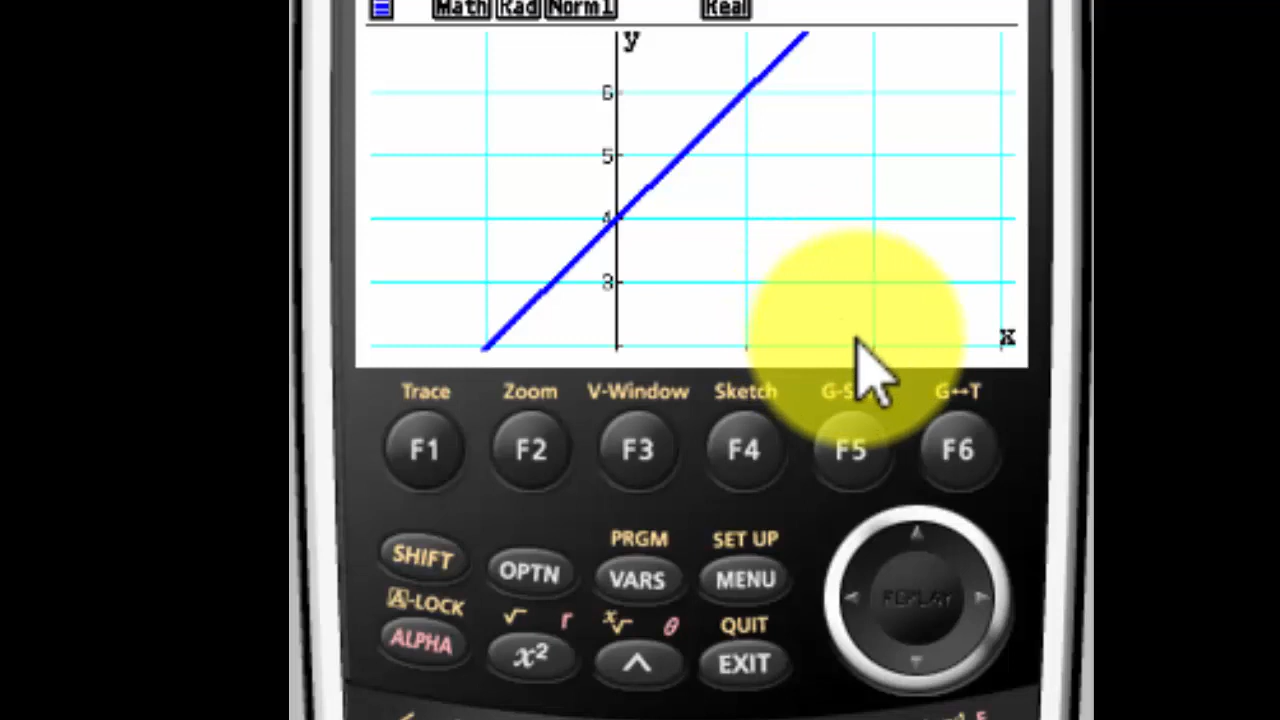 Math Rad Norm1 Real
y
6
5
4
3
x
Trace Zoom V-Window Sketch G↔T
F1 F2 F3 F4 F5 F6
PRGM SET UP
SHIFT OPTN VARS MENU
A-LOCK √ r ˣ√ θ QUIT
REPLAY
ALPHA x² ^ EXIT